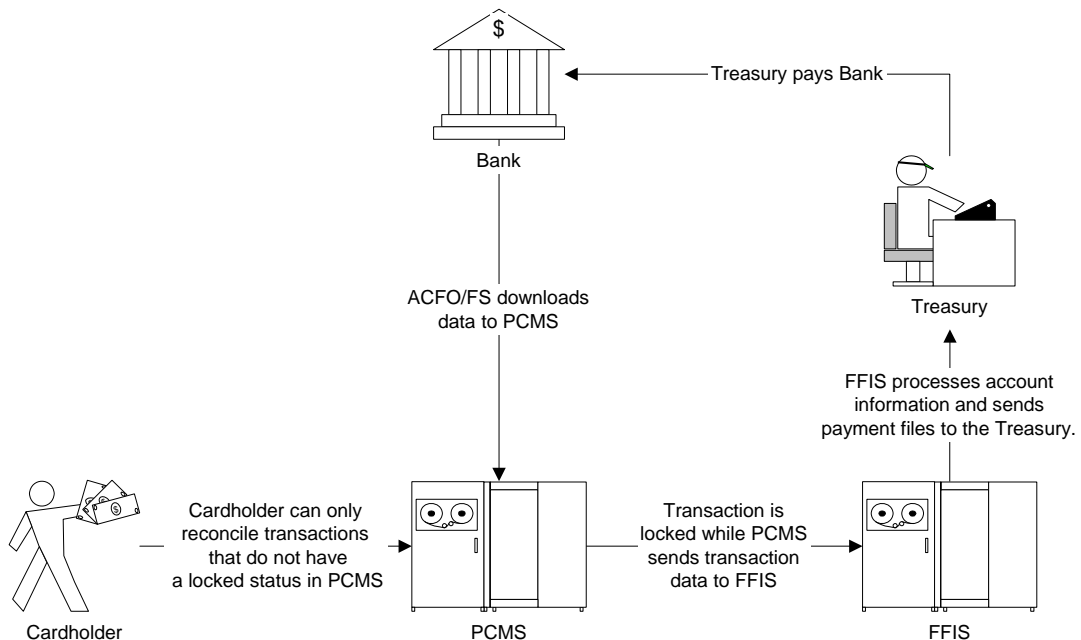 $
Bank
Treasury pays Bank
Treasury
ACFO/FS downloads
data to PCMS
FFIS processes account
information and sends
payment files to the Treasury.
$
Cardholder can only
reconcile transactions
that do not have
a locked status in PCMS
Transaction is
locked while PCMS
sends transaction
data to FFIS
Cardholder
PCMS
FFIS